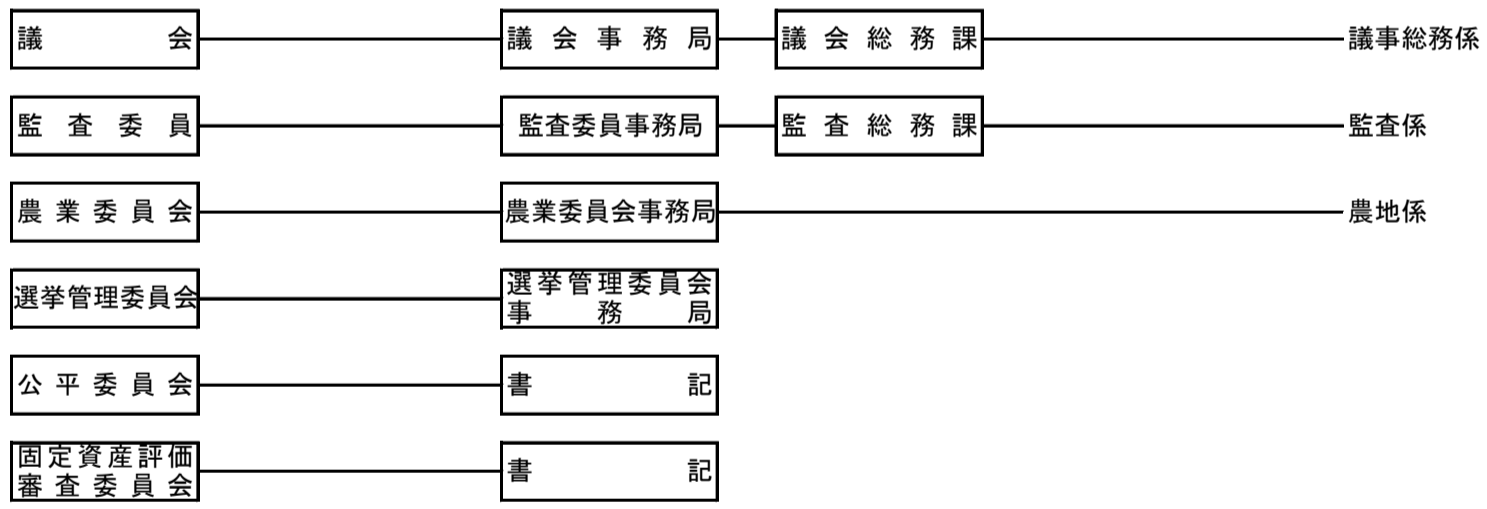 議会 議会事務局 議会総務課 議事総務係
監査委員 監査委員事務局 監査総務課 監査係
農業委員会 農業委員会事務局 農地係
選挙管理委員会 選挙管理委員会
事務局
公平委員会 書記
固定資産評価
審査委員会 書記